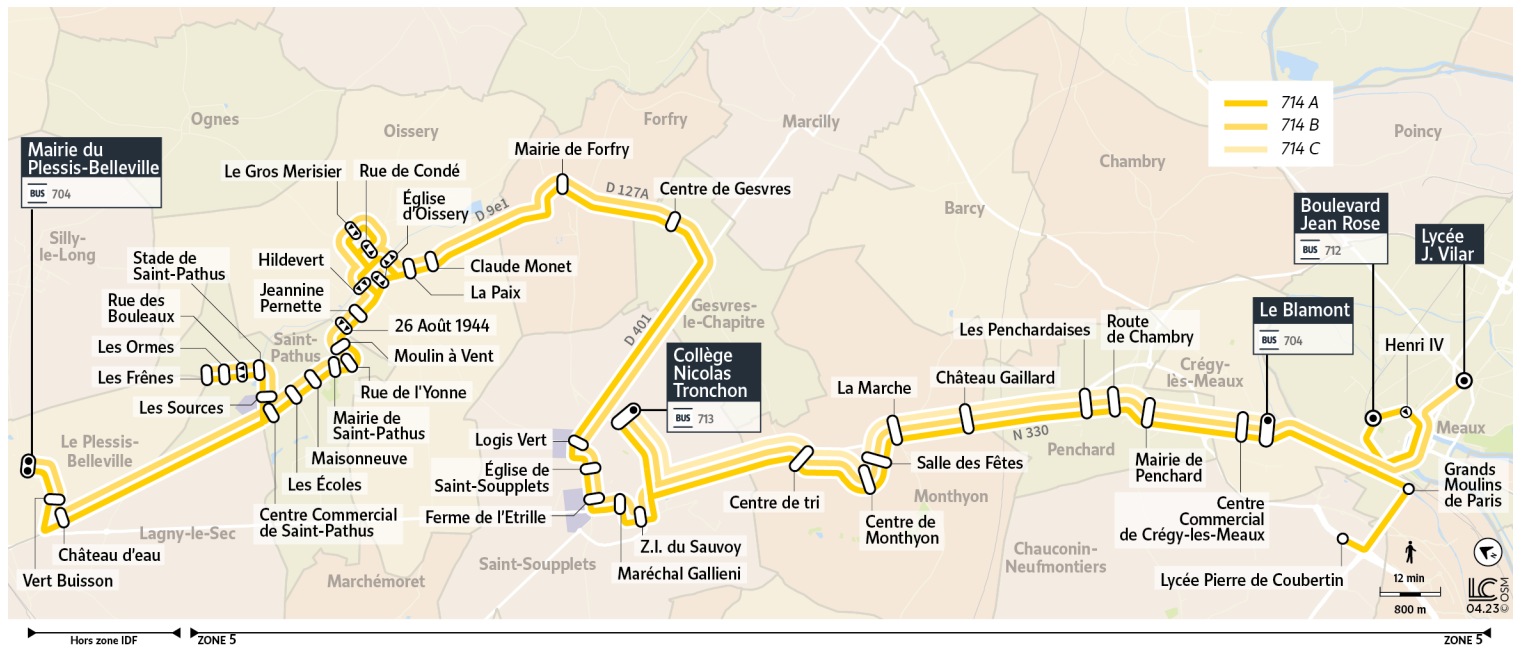 714 A
714 B
714 C
Ognes
Oissery
Forfry
Marcilly
Chambry
Poincy
Barcy
Silly-
le-Long
Mairie du
Plessis-Belleville
BUS 704
Le Gros Merisier
Rue de Condé
Église
d'Oissery
Mairie de Forfry
D 9e1
D 127A
Centre de Gesvres
Stade de
Saint-Pathus
Hildevert
Claude Monet
La Paix
Jeannine
Pernette
Rue des
Bouleaux
26 Août 1944
Moulin à Vent
Saint-
Pathus
Les Ormes
Les Frênes
Rue de l'Yonne
Les Sources
Mairie de
Saint-Pathus
Maisonneuve
Les Écoles
Centre Commercial
de Saint-Pathus
Le Plessis-
Belleville
Lagny-le-Sec
Château d'eau
Vert Buisson
Marchémoret
D 401
Gesvres-
le-Chapitre
Collège
Nicolas
Tronchon
BUS 713
Logis Vert
Église de
Saint-Soupplets
Ferme de l'Etrille
Saint-Soupplets
Z.I. du Sauvoy
Maréchal Gallieni
Centre de tri
La Marche
Salle des Fêtes
Centre de
Monthyon
Monthyon
Château Gaillard
N 330
Les Penchardaises
Route
de Chambry
Penchard
Mairie de
Penchard
Crégy-
lès-Meaux
Le Blamont
BUS 704
Centre
Commercial
de Crégy-les-Meaux
Chauconin-
Neufmontiers
Boulevard
Jean Rose
BUS 712
Lycée
J. Vilar
Henri IV
Meaux
Grands
Moulins
de Paris
Lycée Pierre de Coubertin
12 min
800 m
LC
04.23
© OSM
Hors zone IDF
ZONE 5
ZONE 5